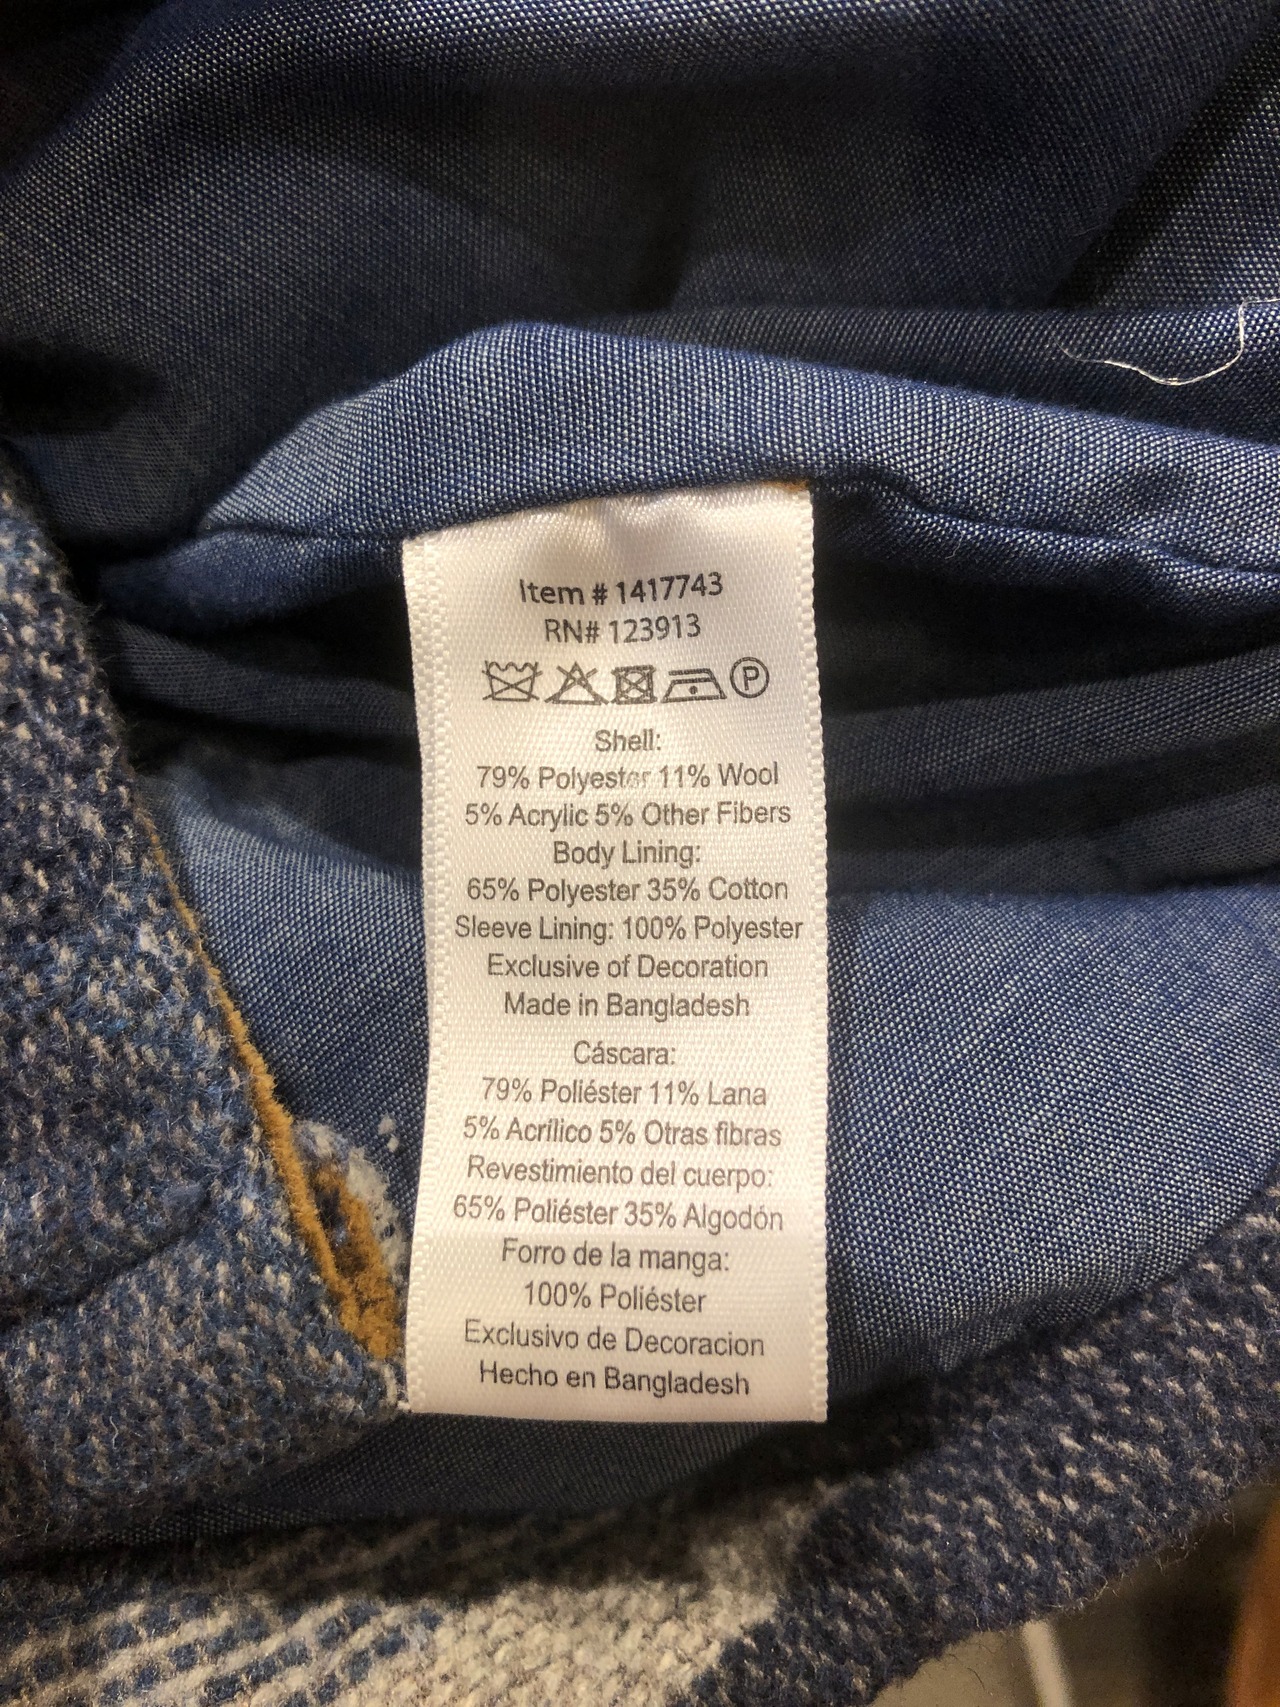 Item # 1417743
RN# 123913
P
Shell:
79% Polyester 11% Wool
5% Acrylic 5% Other Fibers
Body Lining:
65% Polyester 35% Cotton
Sleeve Lining: 100% Polyester
Exclusive of Decoration
Made in Bangladesh
Cáscara:
79% Poliéster 11% Lana
5% Acrílico 5% Otras fibras
Revestimiento del cuerpo:
65% Poliéster 35% Algodón
Forro de la manga:
100% Poliéster
Exclusivo de Decoracion
Hecho en Bangladesh